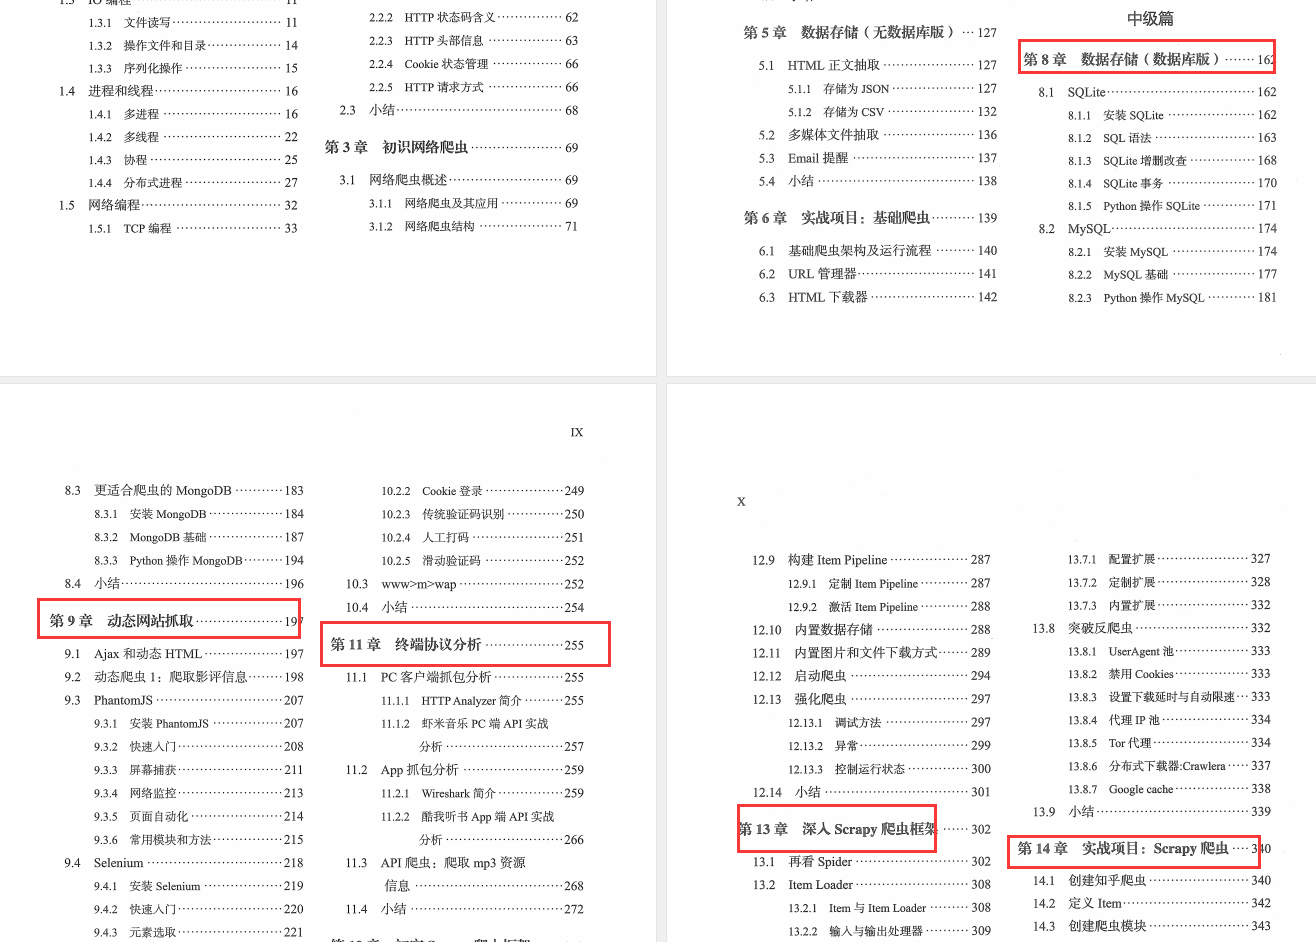 1.3 IO 编程 11
1.3.1 文件读写 11
1.3.2 操作文件和目录 14
1.3.3 序列化操作 15
1.4 进程和线程 16
1.4.1 多进程 16
1.4.2 多线程 22
1.4.3 协程 25
1.4.4 分布式进程 27
1.5 网络编程 32
1.5.1 TCP 编程 33
2.2.2 HTTP 状态码含义 62
2.2.3 HTTP 头部信息 63
2.2.4 Cookie 状态管理 66
2.2.5 HTTP 请求方式 66
2.3 小结 68
第 3 章 初识网络爬虫 69
3.1 网络爬虫概述 69
3.1.1 网络爬虫及其应用 69
3.1.2 网络爬虫结构 71
第 5 章 数据存储（无数据库版） 127
5.1 HTML 正文抽取 127
5.1.1 存储为 JSON 127
5.1.2 存储为 CSV 132
5.2 多媒体文件抽取 136
5.3 Email 提醒 137
5.4 小结 138
第 6 章 实战项目：基础爬虫 139
6.1 基础爬虫架构及运行流程 140
6.2 URL 管理器 141
6.3 HTML 下载器 142
中级篇
第 8 章 数据存储（数据库版） 162
8.1 SQLite 162
8.1.1 安装 SQLite 162
8.1.2 SQL 语法 163
8.1.3 SQLite 增删改查 168
8.1.4 SQLite 事务 170
8.1.5 Python 操作 SQLite 171
8.2 MySQL 174
8.2.1 安装 MySQL 174
8.2.2 MySQL 基础 177
8.2.3 Python 操作 MySQL 181
IX
8.3 更适合爬虫的 MongoDB 183
8.3.1 安装 MongoDB 184
8.3.2 MongoDB 基础 187
8.3.3 Python 操作 MongoDB 194
8.4 小结 196
第 9 章 动态网站抓取 197
9.1 Ajax 和动态 HTML 197
9.2 动态爬虫 1：爬取影评信息 198
9.3 PhantomJS 207
9.3.1 安装 PhantomJS 207
9.3.2 快速入门 208
9.3.3 屏幕捕获 211
9.3.4 网络监控 213
9.3.5 页面自动化 214
9.3.6 常用模块和方法 215
9.4 Selenium 218
9.4.1 安装 Selenium 219
9.4.2 快速入门 220
9.4.3 元素选取 221
10.2.2 Cookie 登录 249
10.2.3 传统验证码识别 250
10.2.4 人工打码 251
10.2.5 滑动验证码 252
10.3 www>m>wap 252
10.4 小结 254
第 11 章 终端协议分析 255
11.1 PC 客户端抓包分析 255
11.1.1 HTTP Analyzer 简介 255
11.1.2 虾米音乐 PC 端 API 实战
分析 257
11.2 App 抓包分析 259
11.2.1 Wireshark 简介 259
11.2.2 酷我听书 App 端 API 实战
分析 266
11.3 API 爬虫：爬取 mp3 资源
信息 268
11.4 小结 272
X
12.9 构建 Item Pipeline 287
12.9.1 定制 Item Pipeline 287
12.9.2 激活 Item Pipeline 288
12.10 内置数据存储 288
12.11 内置图片和文件下载方式 289
12.12 启动爬虫 294
12.13 强化爬虫 297
12.13.1 调试方法 297
12.13.2 异常 299
12.13.3 控制运行状态 300
12.14 小结 301
第 13 章 深入 Scrapy 爬虫框架 302
13.1 再看 Spider 302
13.2 Item Loader 308
13.2.1 Item 与 Item Loader 308
13.2.2 输入与输出处理器 309
13.7.1 配置扩展 327
13.7.2 定制扩展 328
13.7.3 内置扩展 332
13.8 突破反爬虫 332
13.8.1 UserAgent 池 333
13.8.2 禁用 Cookies 333
13.8.3 设置下载延时与自动限速 333
13.8.4 代理 IP 池 334
13.8.5 Tor 代理 334
13.8.6 分布式下载器:Crawlera 337
13.8.7 Google cache 338
13.9 小结 339
第 14 章 实战项目：Scrapy 爬虫 340
14.1 创建知乎爬虫 340
14.2 定义 Item 342
14.3 创建爬虫模块 343